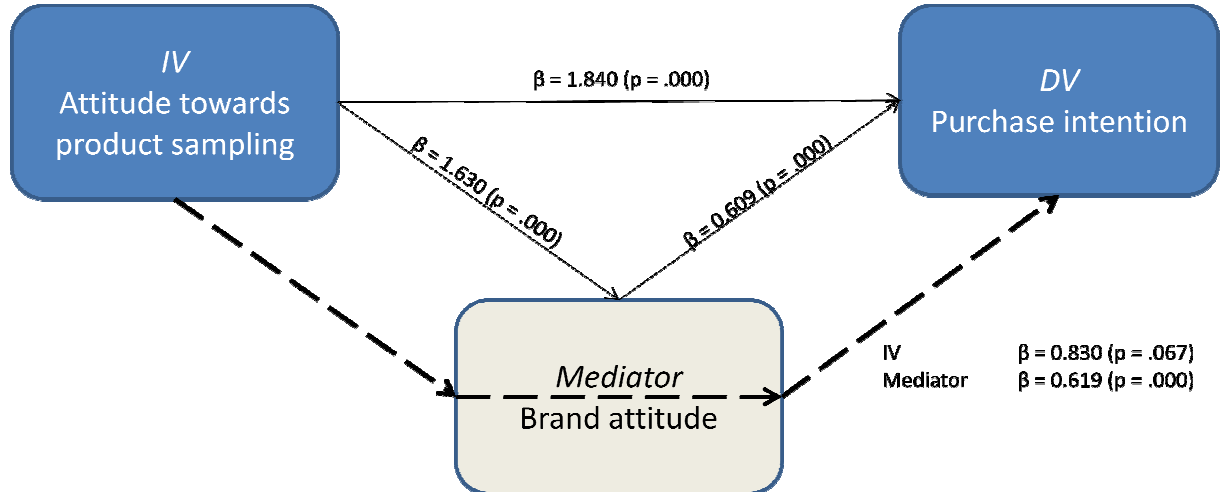 IV
Attitude towards
product sampling
β = 1.840 (p = .000)
DV
Purchase intention
β = 1.630 (p = .000)
β = 0.609 (p = .000)
Mediator
Brand attitude
IV β = 0.830 (p = .067)
Mediator β = 0.619 (p = .000)